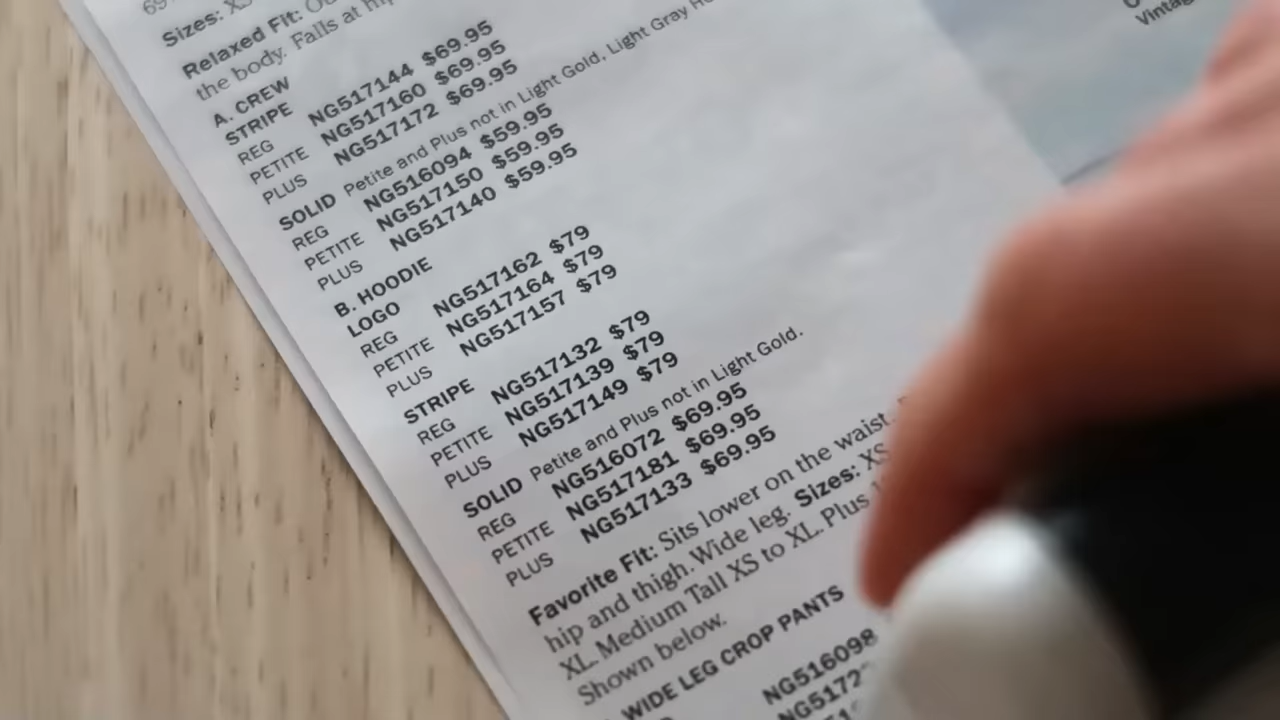 Sizes:
Relaxed Fit:
the body. Falls at hip
A. CREW
STRIPE
REG NG517144 $69.95
PETITE NG517160 $69.95
PLUS NG517172 $69.95
SOLID Petite and Plus not in Light Gold, Light Gray
REG NG516094 $59.95
PETITE NG517150 $59.95
PLUS NG517140 $59.95
B. HOODIE
LOGO
REG NG517162 $79
PETITE NG517164 $79
PLUS NG517157 $79
STRIPE
REG NG517132 $79
PETITE NG517139 $79
PLUS NG517149 $79
SOLID Petite and Plus not in Light Gold.
REG NG516072 $69.95
PETITE NG517181 $69.95
PLUS NG517133 $69.95
Favorite Fit: Sits lower on the waist.
hip and thigh. Wide leg. Sizes: XS
XL. Medium Tall XS to XL. Plus
Shown below.
WIDE LEG CROP PANTS
NG516098